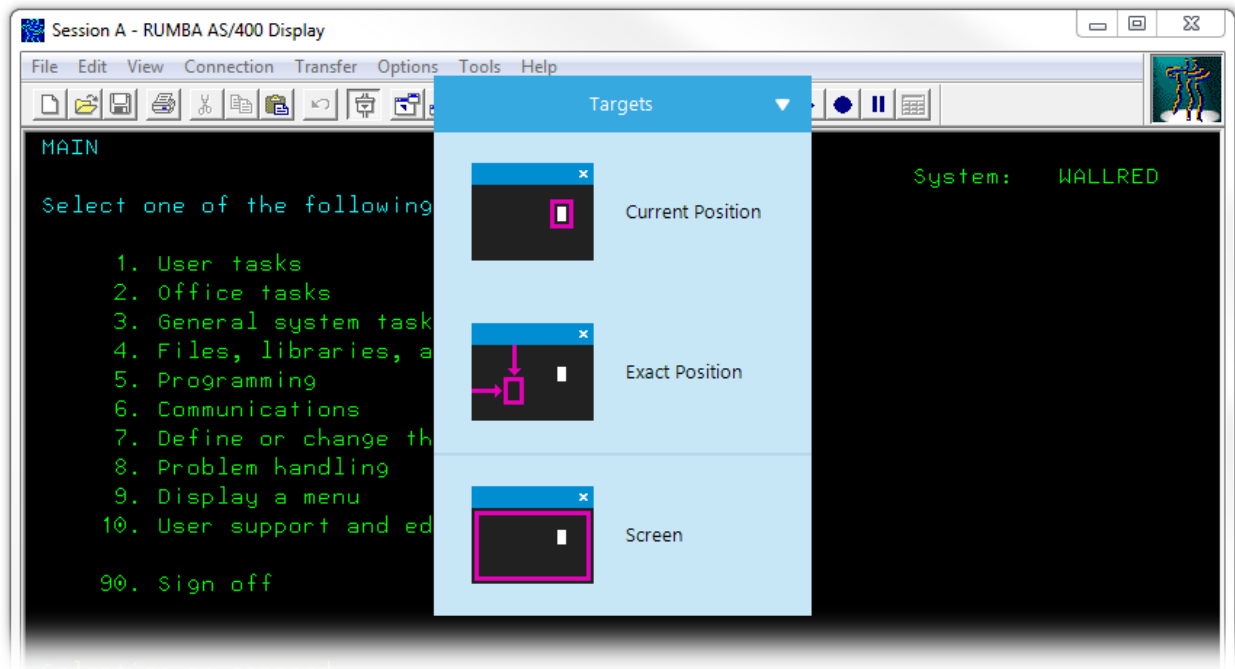 Session A - RUMBA AS/400 Display
File Edit View Connection Transfer Options Tools Help
Targets
MAIN
System: WALLRED
Select one of the following
1. User tasks
2. Office tasks
3. General system task
4. Files, libraries, a
5. Programming
6. Communications
7. Define or change th
8. Problem handling
9. Display a menu
10. User support and ed
90. Sign off
Current Position
Exact Position
Screen